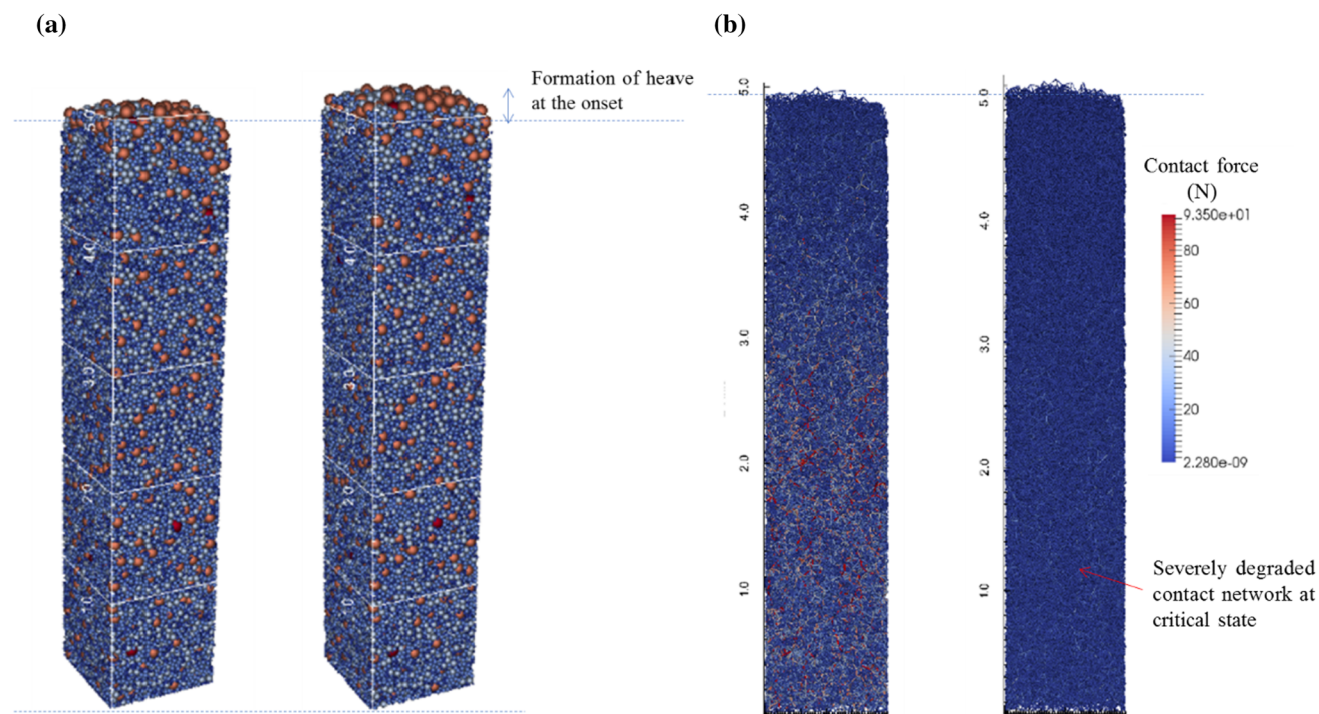 (a)
(b)
Formation of heave
at the onset
5.0
4.0
3.0
2.0
1.0
5.0
4.0
3.0
2.0
1.0
Contact force
(N)
9.350e+01
80
60
40
20
2.280e-09
Severely degraded
contact network at
critical state